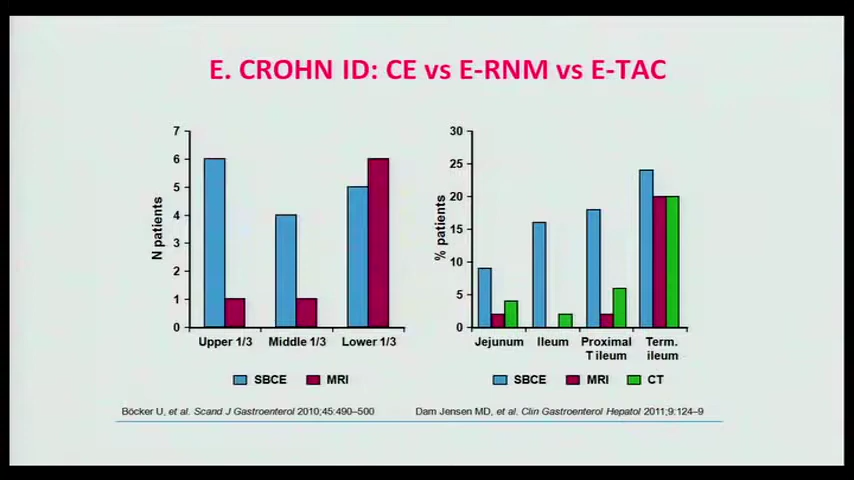 E. CROHN ID: CE vs E-RNM vs E-TAC
7
6
5
4
3
2
1
0
N patients
Upper 1/3 Middle 1/3 Lower 1/3
SBCE MRI
30
25
20
15
10
5
0
% patients
Jejunum Ileum Proximal Term.
T ileum ileum
SBCE MRI CT
Böcker U, et al. Scand J Gastroenterol 2010;45:490–500
Dam Jensen MD, et al. Clin Gastroenterol Hepatol 2011;9:124–9